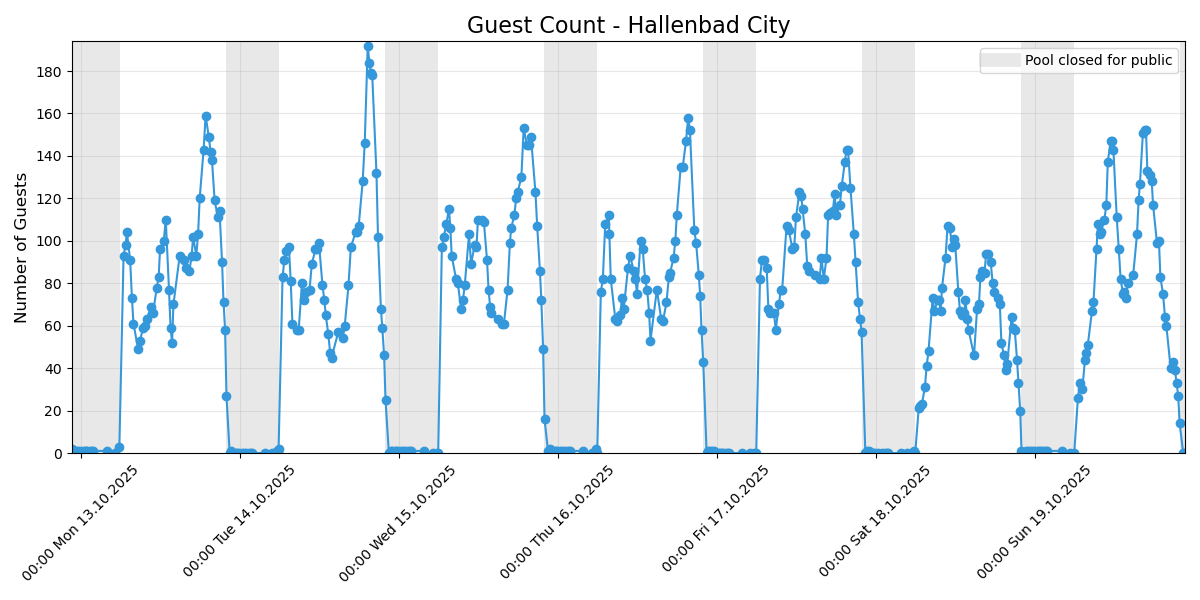 Guest Count - Hallenbad City
Pool closed for public
Number of Guests
180
160
140
120
100
80
60
40
20
0
00:00 Mon 13.10.2025
00:00 Tue 14.10.2025
00:00 Wed 15.10.2025
00:00 Thu 16.10.2025
00:00 Fri 17.10.2025
00:00 Sat 18.10.2025
00:00 Sun 19.10.2025